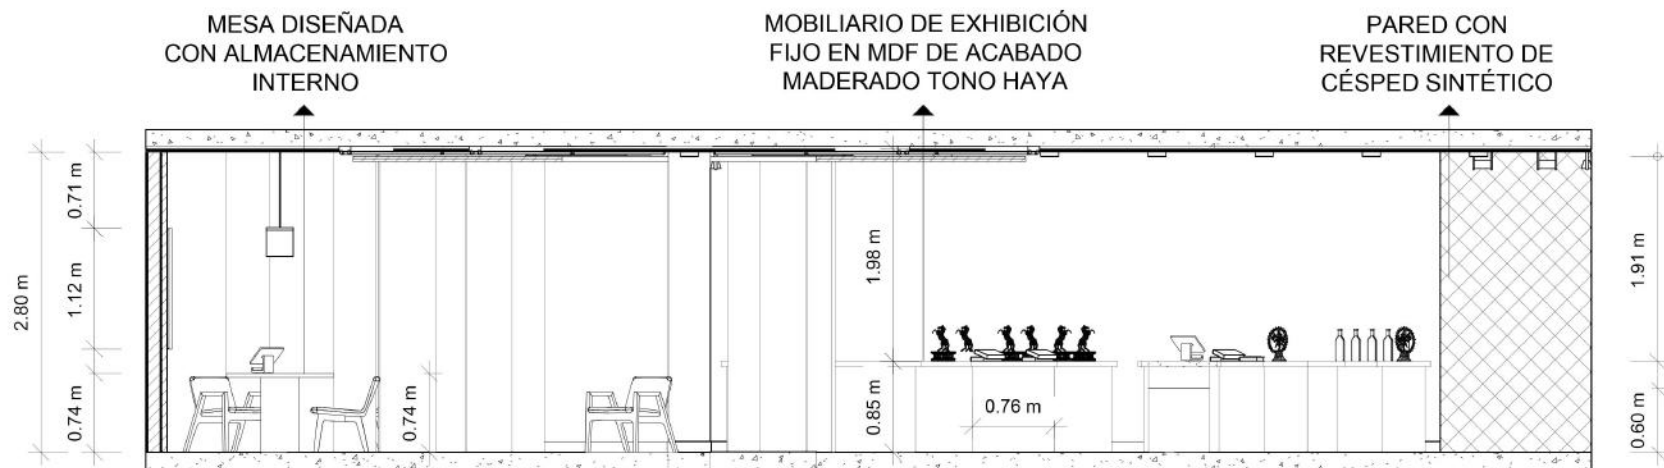 MESA DISEÑADA
CON ALMACENAMIENTO
INTERNO
MOBILIARIO DE EXHIBICIÓN
FIJO EN MDF DE ACABADO
MADERADO TONO HAYA
PARED CON
REVESTIMIENTO DE
CÉSPED SINTÉTICO
2.80 m
0.71 m
1.12 m
0.74 m
0.74 m
1.98 m
0.85 m
0.76 m
1.91 m
0.60 m